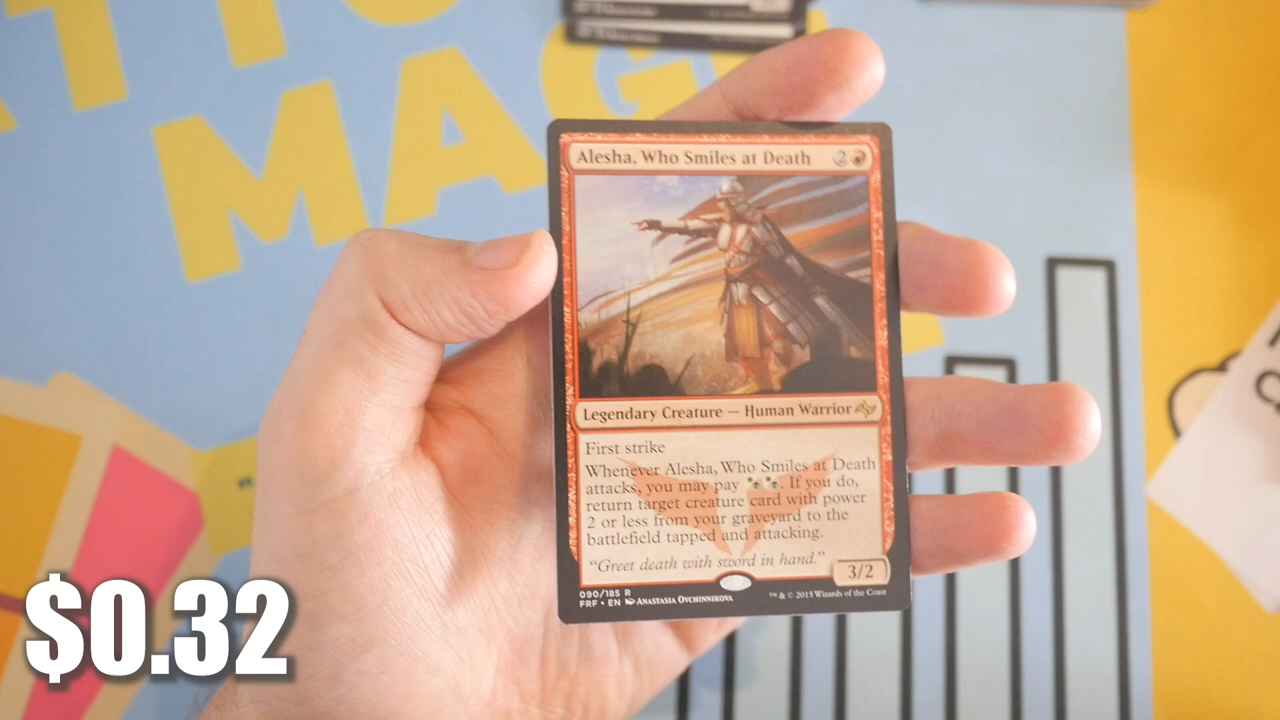 MAG
Alesha, Who Smiles at Death 2
Legendary Creature — Human Warrior
First strike
Whenever Alesha, Who Smiles at Death
attacks, you may pay . If you do,
return target creature card with power
2 or less from your graveyard to the
battlefield tapped and attacking.
“Greet death with sword in hand.”
3/2
090/185 R
FRF • EN ANASTASIA OVCHINNIKOVA
™ & © 2015 Wizards of the Coast
$0.32